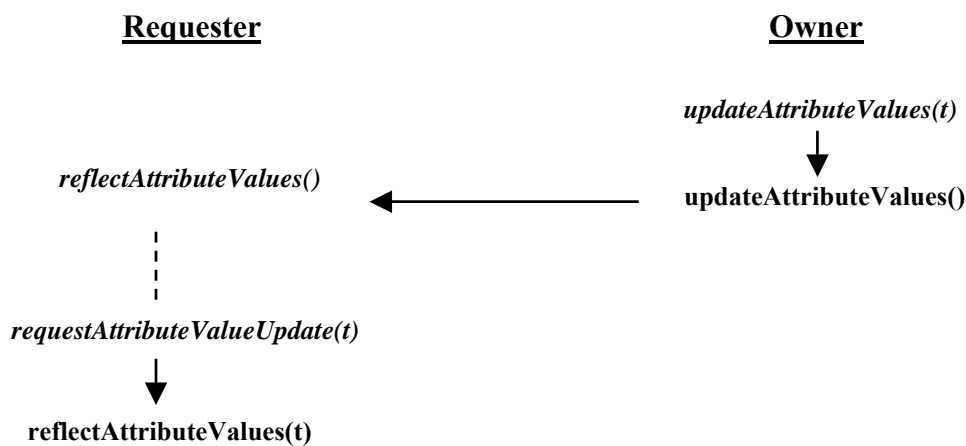 Requester
Owner
updateAttributeValues(t)
reflectAttributeValues()
updateAttributeValues()
requestAttributeValueUpdate(t)
reflectAttributeValues(t)